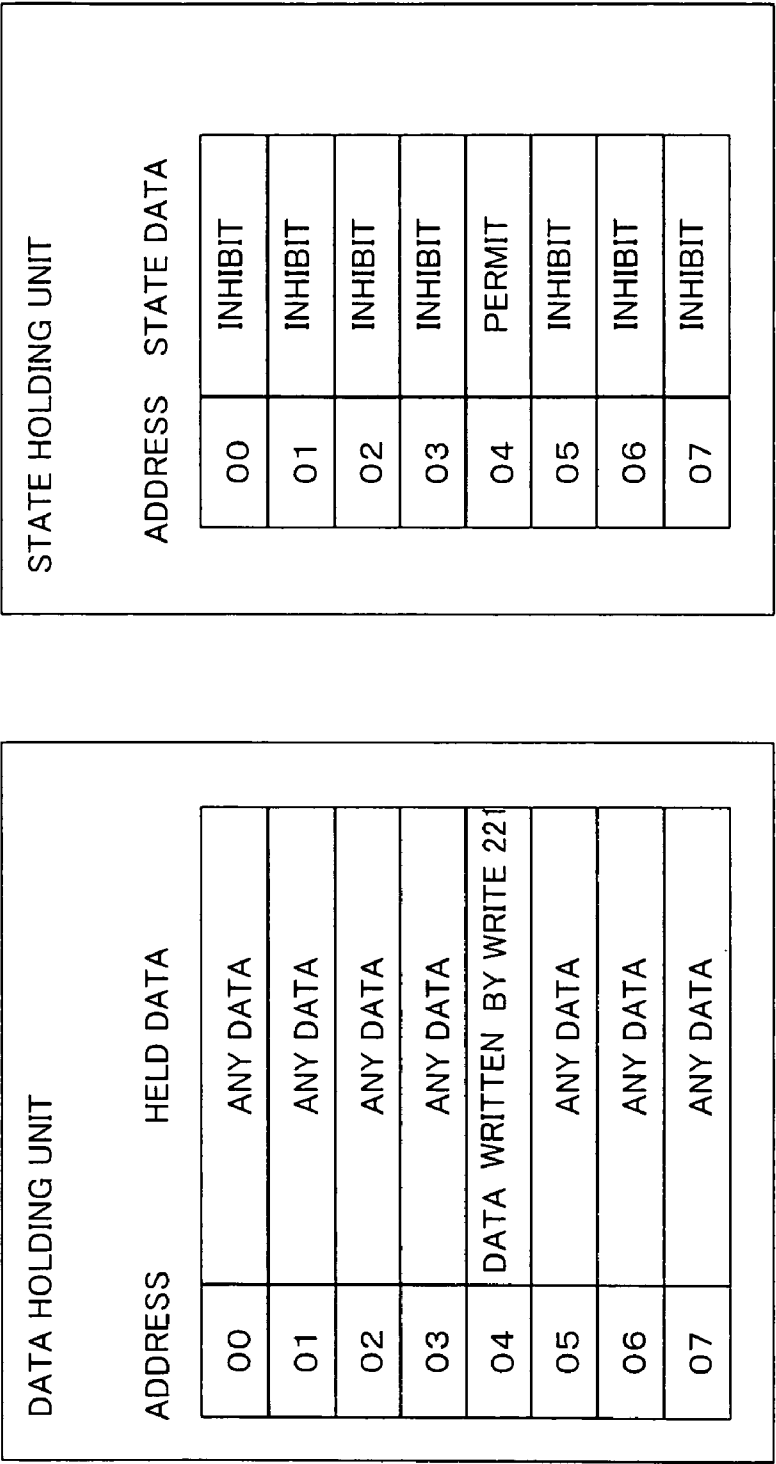 DATA HOLDING UNIT
ADDRESS HELD DATA
00 ANY DATA
01 ANY DATA
02 ANY DATA
03 ANY DATA
04 DATA WRITTEN BY WRITE 221
05 ANY DATA
06 ANY DATA
07 ANY DATA
STATE HOLDING UNIT
ADDRESS STATE DATA
00 INHIBIT
01 INHIBIT
02 INHIBIT
03 INHIBIT
04 PERMIT
05 INHIBIT
06 INHIBIT
07 INHIBIT